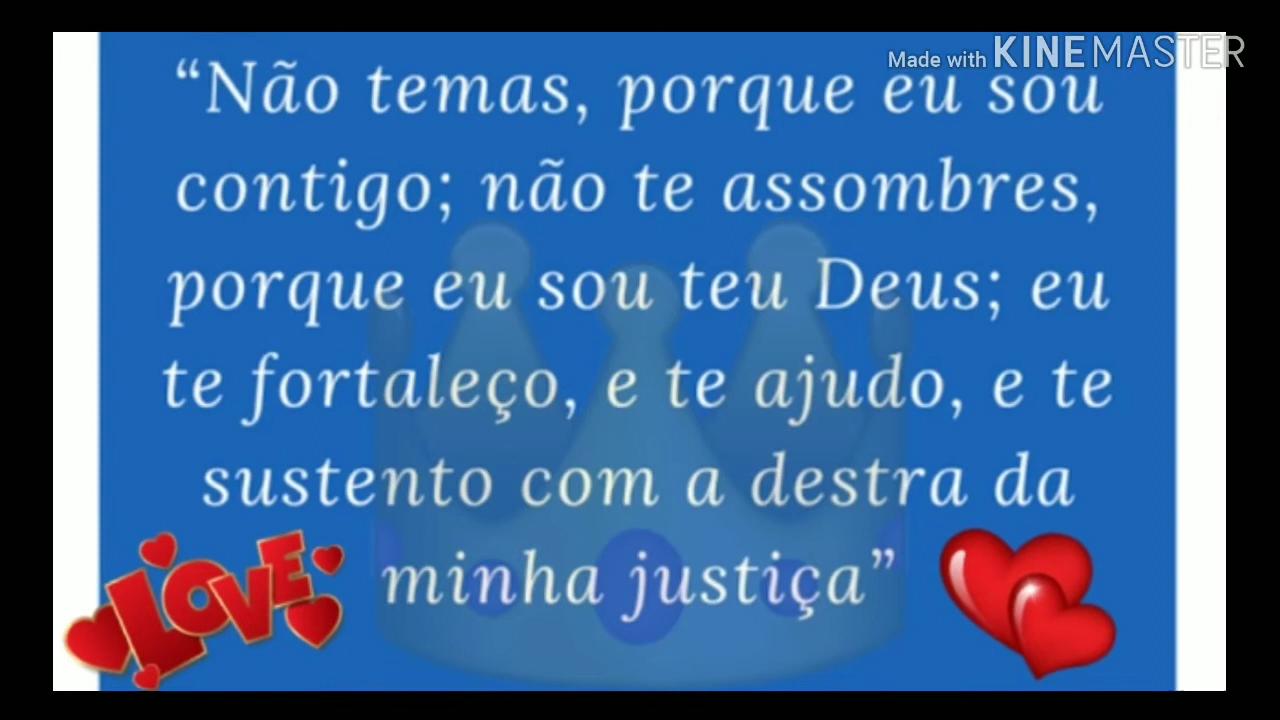 Made with KINEMASTER
“Não temas, porque eu sou
contigo; não te assombres,
porque eu sou teu Deus; eu
te fortaleço, e te ajudo, e te
sustento com a destra da
minha justiça”
LOVE